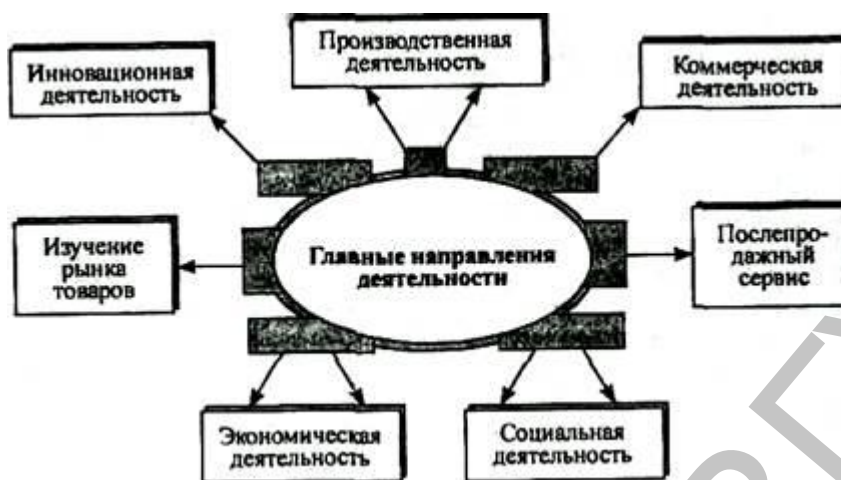 Производственная
деятельность
Инновационная
деятельность
Коммерческая
деятельность
Изучение
рынка
товаров
Главные направления
деятельности
Послепро-
дажный
сервис
Экономическая
деятельность
Социальная
деятельность